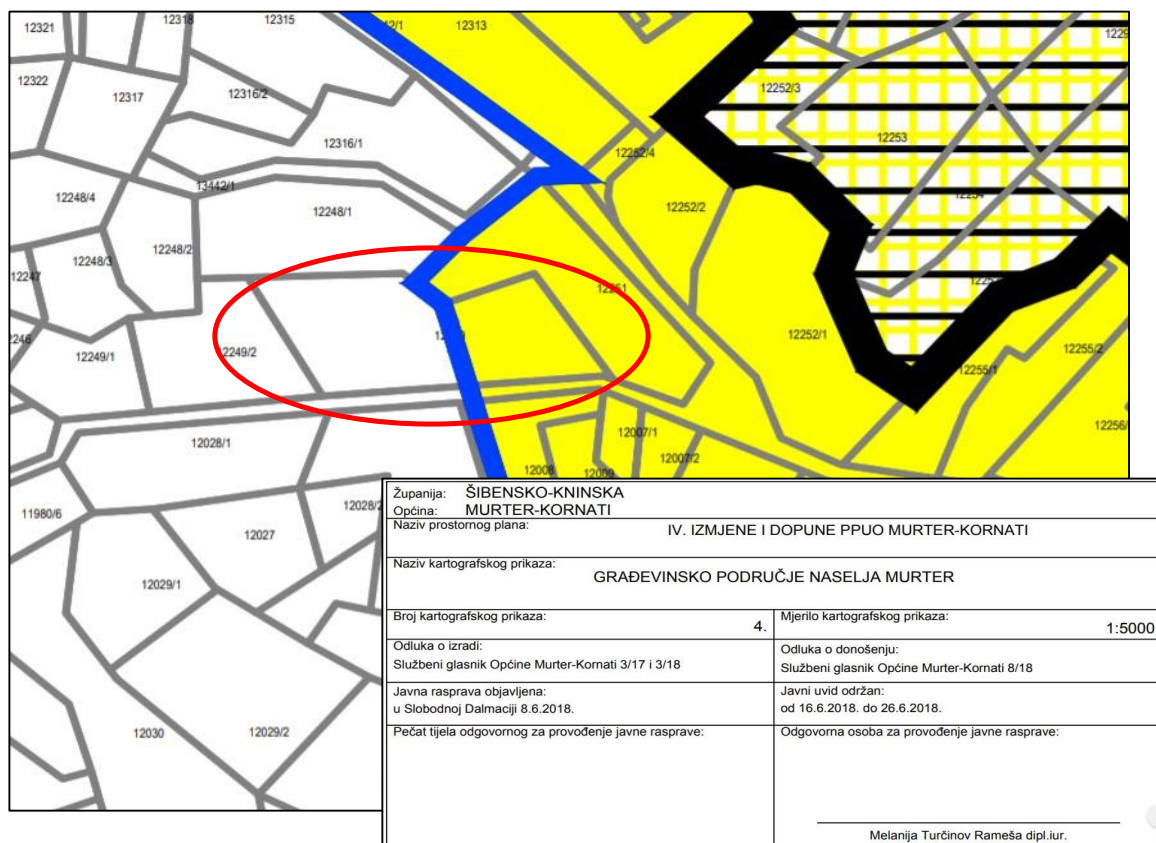 12321
12318
12315
12313
12322
12317
12316/2
12252/3
12253
12316/1
12252/4
13442/1
12248/4
12248/1
12252/2
12248/2
12248/3
12247
12251
12249/2
12249/1
12252/1
12255/2
12255/1
12028/1
12007/1
12007/2
12008
12009
11980/6
12027
12029/1
12030
12029/2
Županija: ŠIBENSKO-KNINSKA
Općina: MURTER-KORNATI
Naziv prostornog plana:
IV. IZMJENE I DOPUNE PPUO MURTER-KORNATI
Naziv kartografskog prikaza:
GRAĐEVINSKO PODRUČJE NASELJA MURTER
Broj kartografskog prikaza: 4.
Mjerilo kartografskog prikaza: 1:5000
Odluka o izradi:
Službeni glasnik Općine Murter-Kornati 3/17 i 3/18
Odluka o donošenju:
Službeni glasnik Općine Murter-Kornati 8/18
Javna rasprava objavljena:
u Slobodnoj Dalmaciji 8.6.2018.
Javni uvid održan:
od 16.6.2018. do 26.6.2018.
Pečat tijela odgovornog za provođenje javne rasprave:
Odgovorna osoba za provođenje javne rasprave:
Melanija Turčinov Rameša dipl.iur.